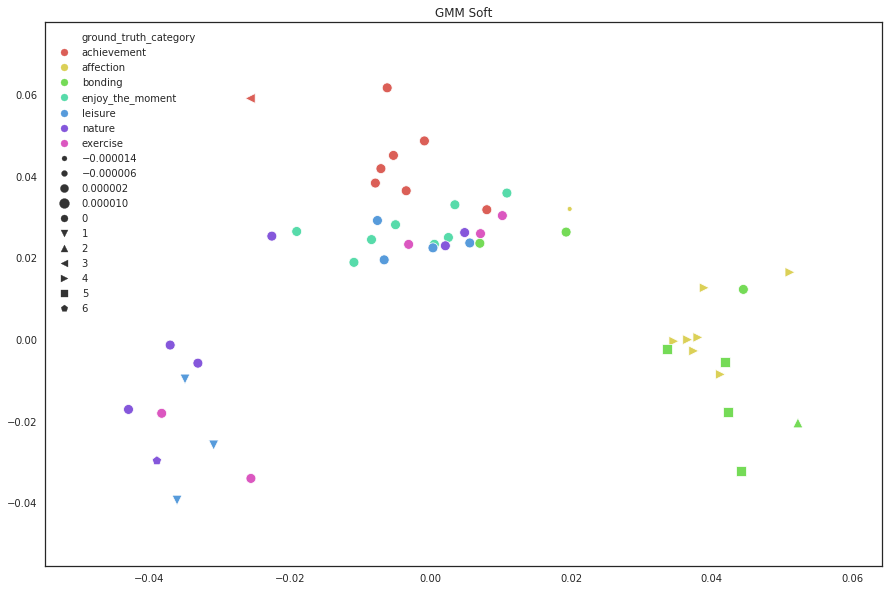 GMM Soft
ground_truth_category
achievement
affection
bonding
enjoy_the_moment
leisure
nature
exercise
−0.000014
−0.000006
0.000002
0.000010
0
1
2
3
4
5
6
0.06
0.04
0.02
0.00
−0.02
−0.04
−0.04 −0.02 0.00 0.02 0.04 0.06